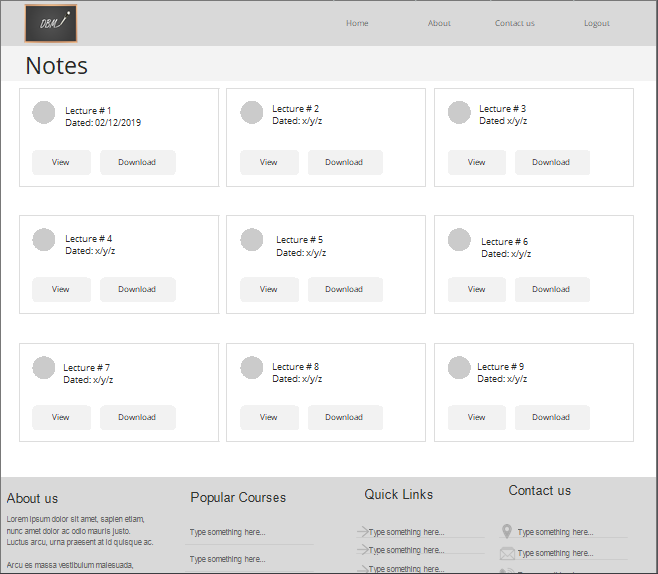 DBM
Home About Contact us Logout
Notes
Lecture # 1
Dated: 02/12/2019
View Download
Lecture # 2
Dated: x/y/z
View Download
Lecture # 3
Dated x/y/z
View Download
Lecture # 4
Dated: x/y/z
View Download
Lecture # 5
Dated: x/y/z
View Download
Lecture # 6
Dated: x/y/z
View Download
Lecture # 7
Dated: x/y/z
View Download
Lecture # 8
Dated: x/y/z
View Download
Lecture # 9
Dated: x/y/z
View Download
About us
Lorem ipsum dolor sit amet, sapien etiam,
nunc amet dolor ac odio mauris justo.
Luctus arcu, urna praesent at id quisque ac.
Arcu es massa vestibulum malesuada,
Popular Courses
Type something here...
Type something here...
Quick Links
Type something here...
Type something here...
Type something here...
Contact us
Type something here...
Type something here...
Type something here...